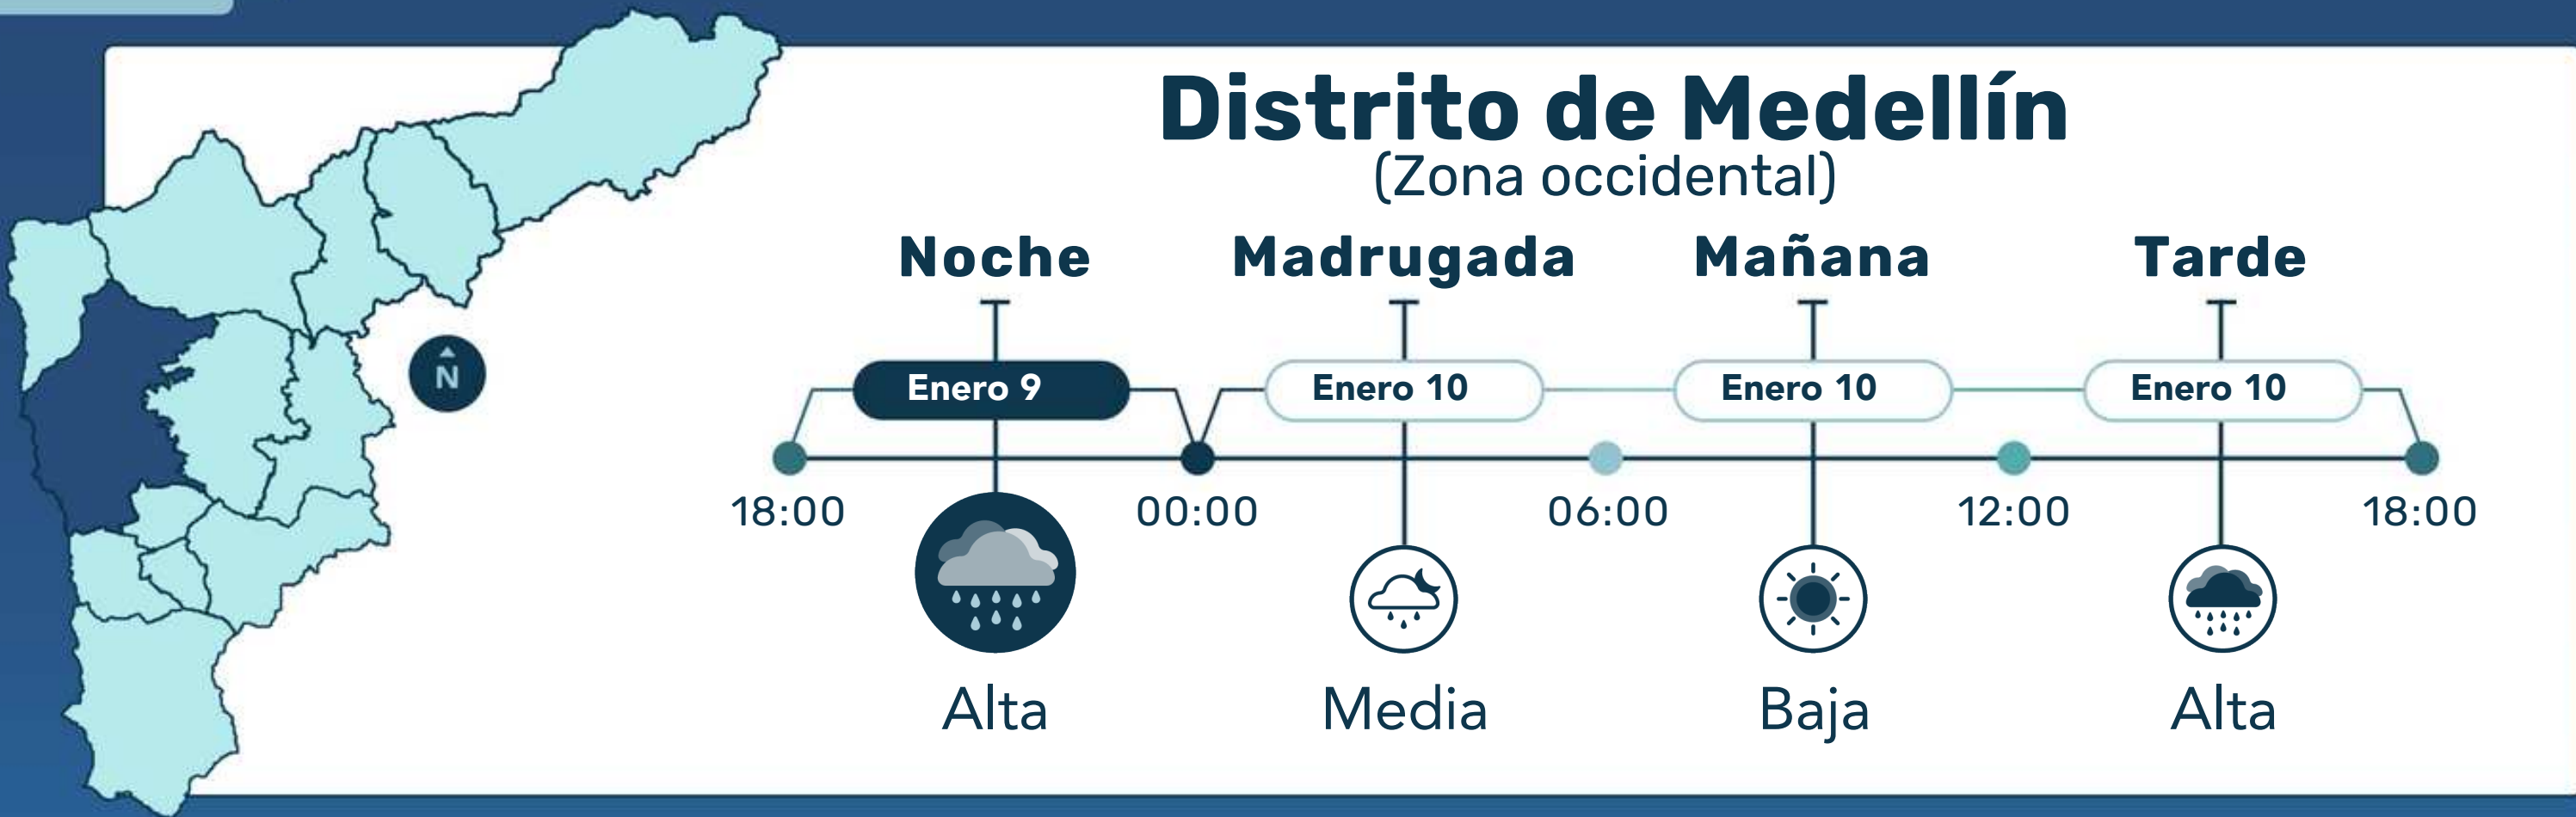 Distrito de Medellín
(Zona occidental)
Noche Madrugada Mañana Tarde
Enero 9 Enero 10 Enero 10 Enero 10
N
18:00 00:00 06:00 12:00 18:00
Alta Media Baja Alta